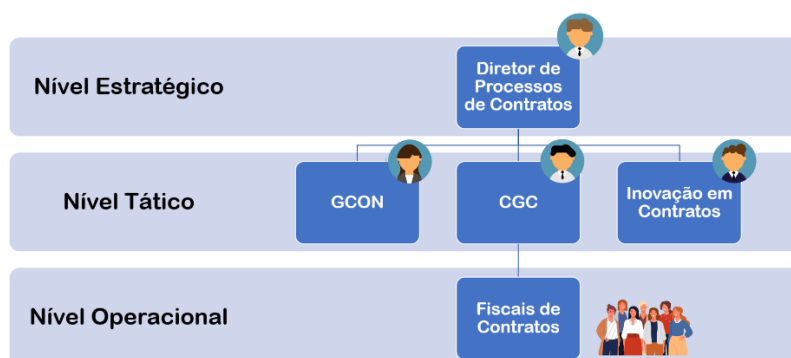 Nível Estratégico
Diretor de
Processos
de Contratos
Nível Tático
GCON
CGC
Inovação em
Contratos
Nível Operacional
Fiscais de
Contratos